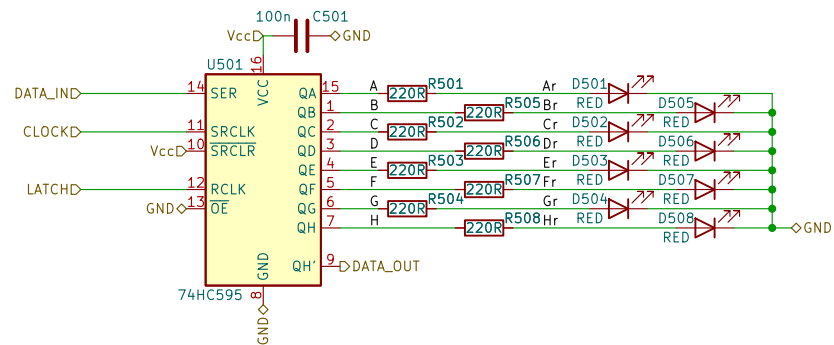 100n C501
Vcc GND
U501
16
VCC
DATA_IN 14 SER QA 15 A 220R R501 Ar D501 RED
QB 1 B 220R R505 Br D505 RED
CLOCK 11 SRCLK QC 2 C 220R R502 Cr D502 RED
Vcc 10 SRCLR QD 3 D 220R R506 Dr D506 RED
QE 4 E 220R R503 Er D503 RED
LATCH 12 RCLK QF 5 F 220R R507 Fr D507 RED
GND 13 OE QG 6 G 220R R504 Gr D504 RED
QH 7 H 220R R508 Hr D508 RED GND
GND QH' 9 DATA_OUT
74HC595 8
GND